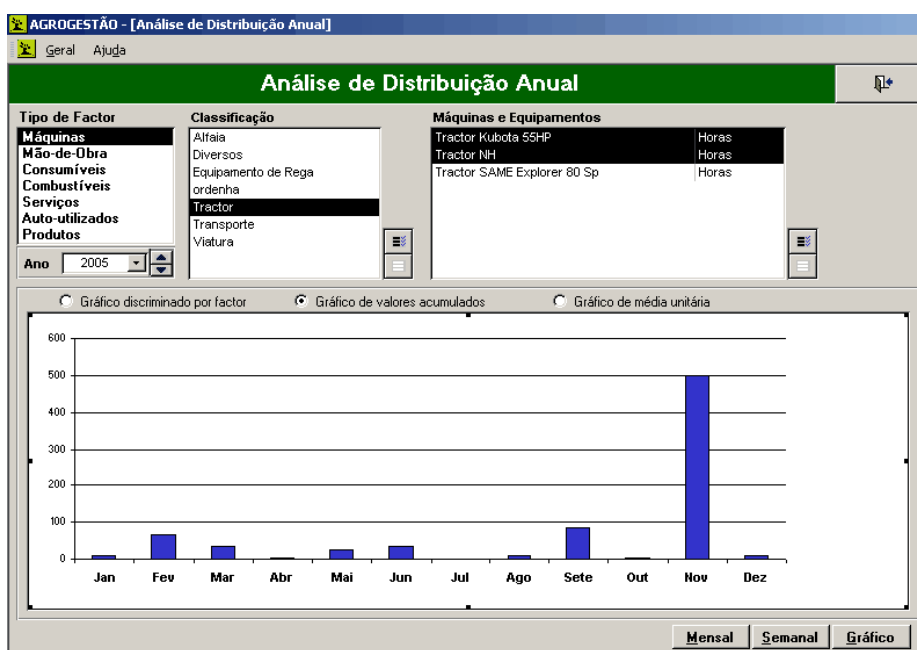 AGROGESTÃO - [Análise de Distribuição Anual]
Geral Ajuda
Análise de Distribuição Anual
Tipo de Factor
Máquinas
Mão-de-Obra
Consumíveis
Combustíveis
Serviços
Auto-utilizados
Produtos
Ano 2005
Classificação
Alfaia
Diversos
Equipamento de Rega
ordenha
Tractor
Transporte
Viatura
Máquinas e Equipamentos
Tractor Kubota 55HP Horas
Tractor NH Horas
Tractor SAME Explorer 80 Sp Horas
Gráfico discriminado por factor Gráfico de valores acumulados Gráfico de média unitária
600
500
400
300
200
100
0
Jan Fev Mar Abr Mai Jun Jul Ago Sete Out Nov Dez
Mensal Semanal Gráfico